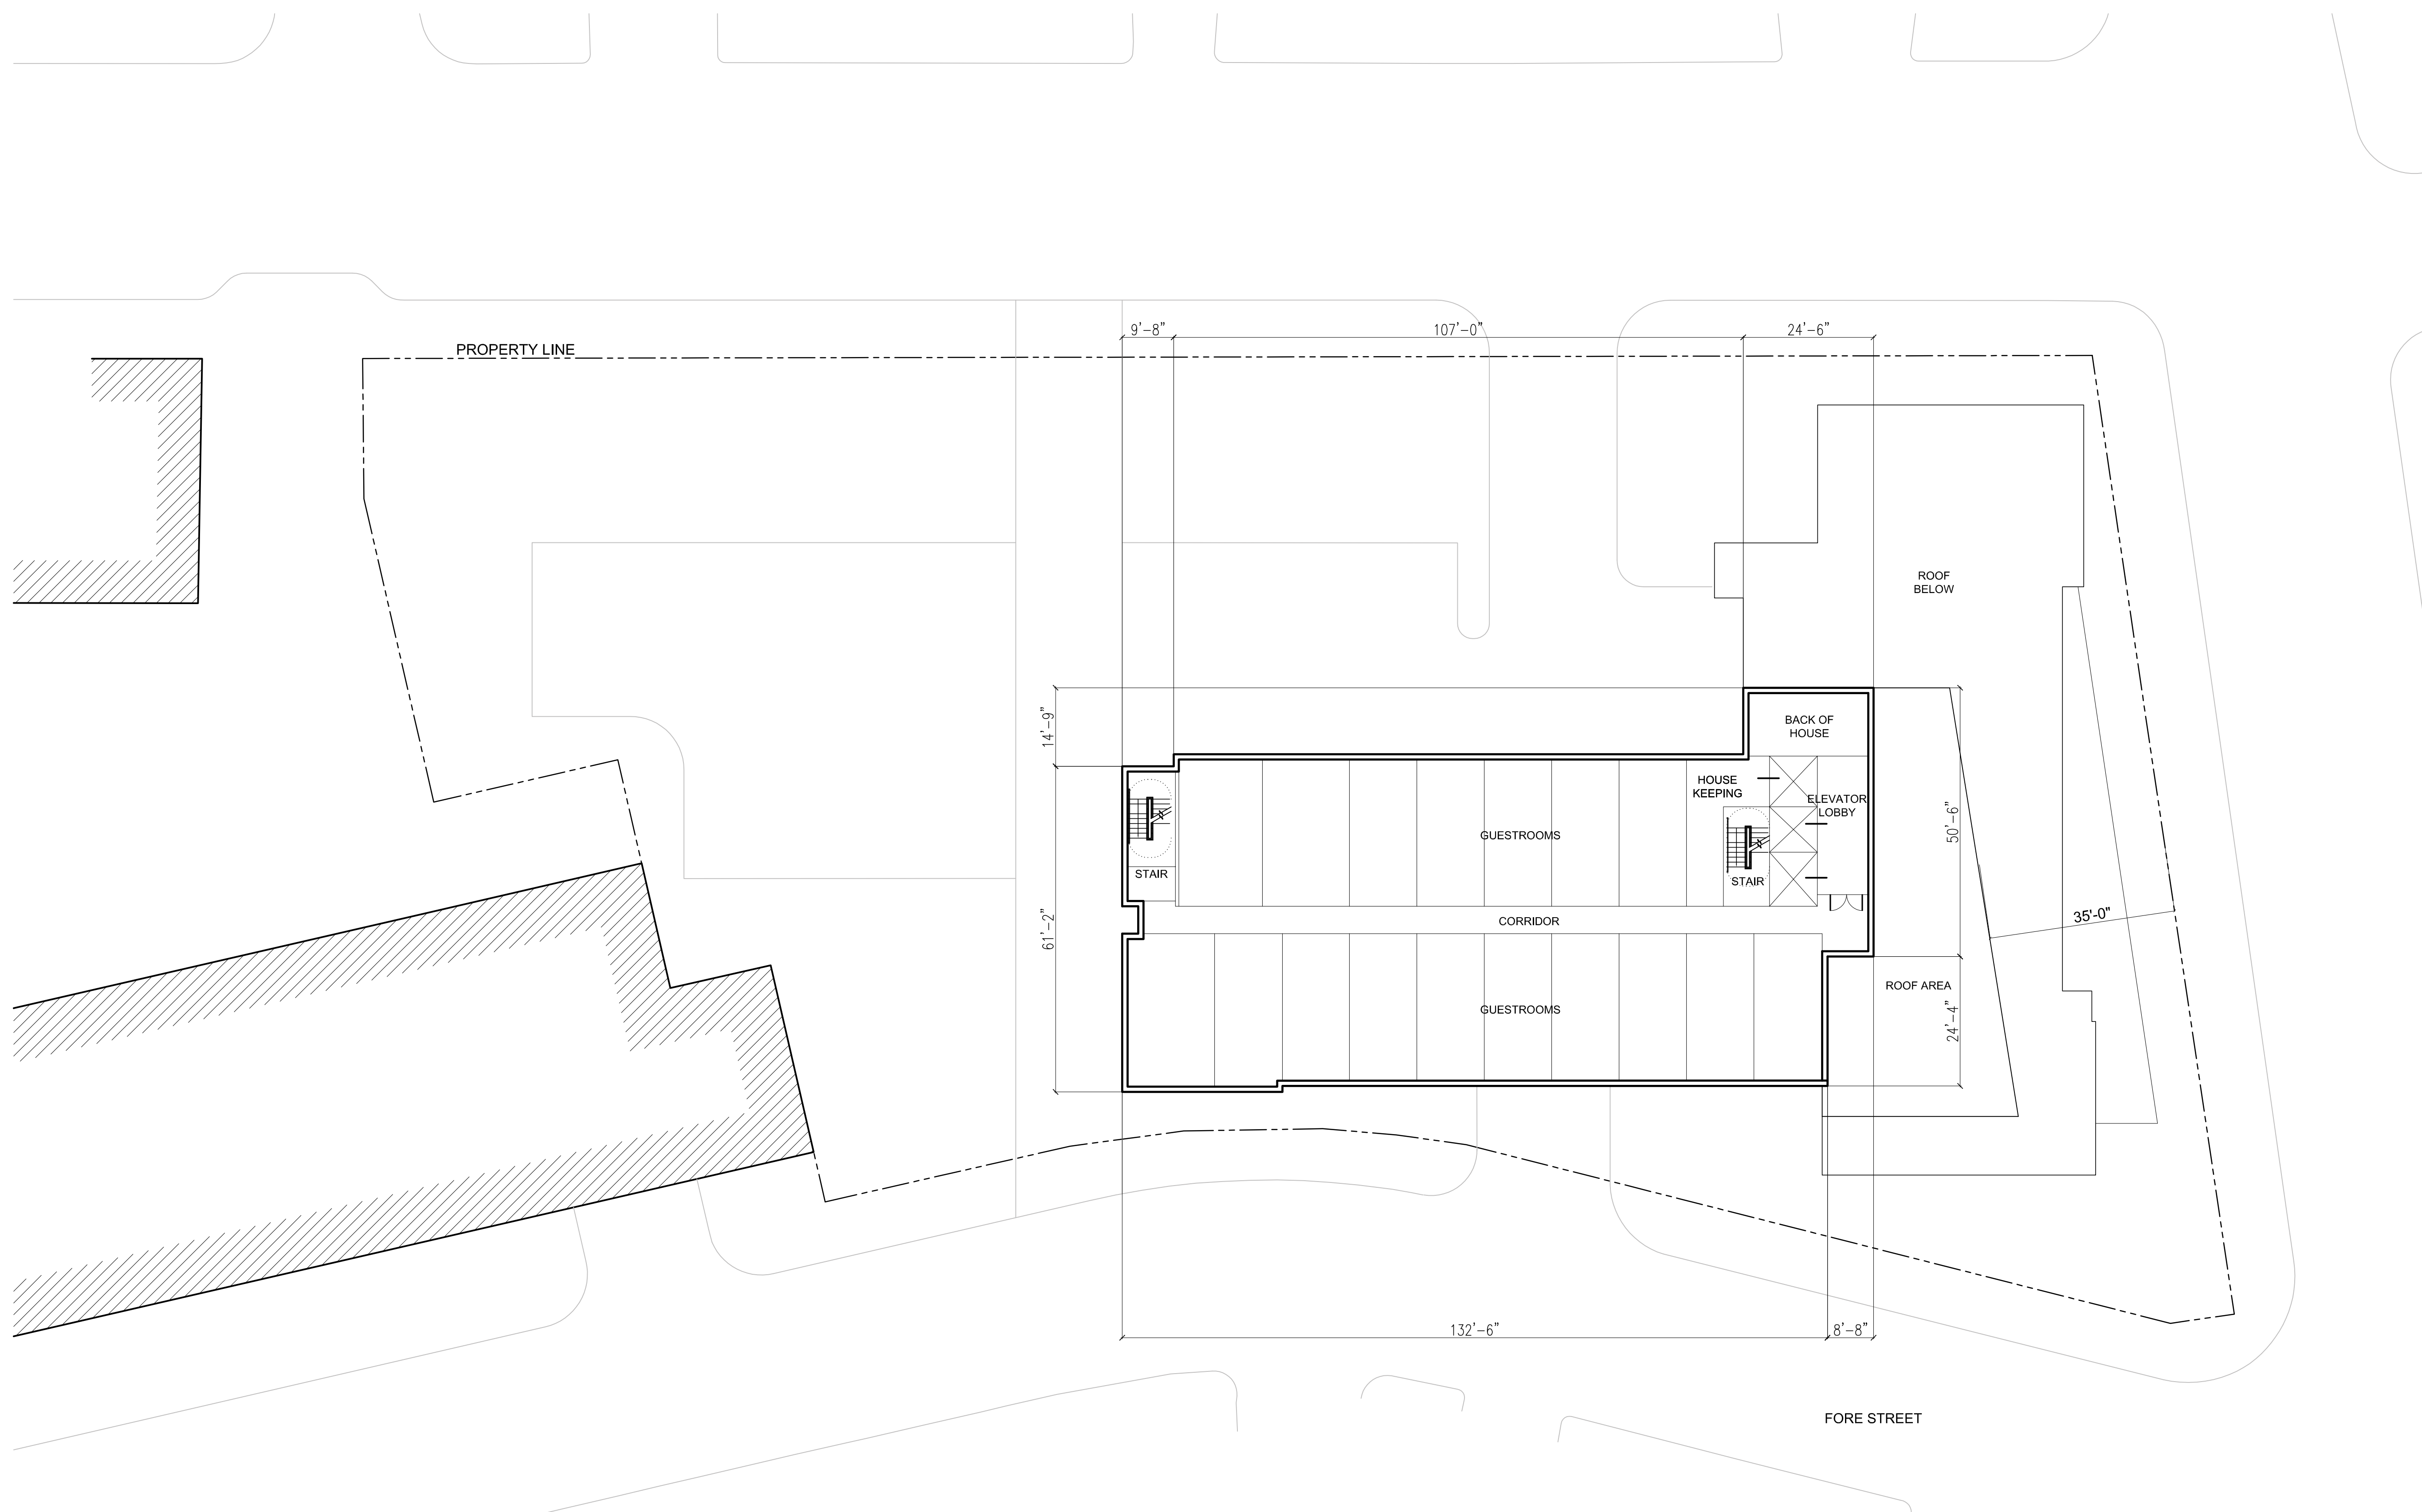 9'-8"
107'-0"
24'-6"
PROPERTY LINE
ROOF
BELOW
14'-9"
BACK OF
HOUSE
HOUSE
KEEPING
ELEVATOR
LOBBY
50'-6"
GUESTROOMS
STAIR
STAIR
61'-2"
CORRIDOR
35'-0"
ROOF AREA
GUESTROOMS
24'-4"
132'-6"
8'-8"
FORE STREET